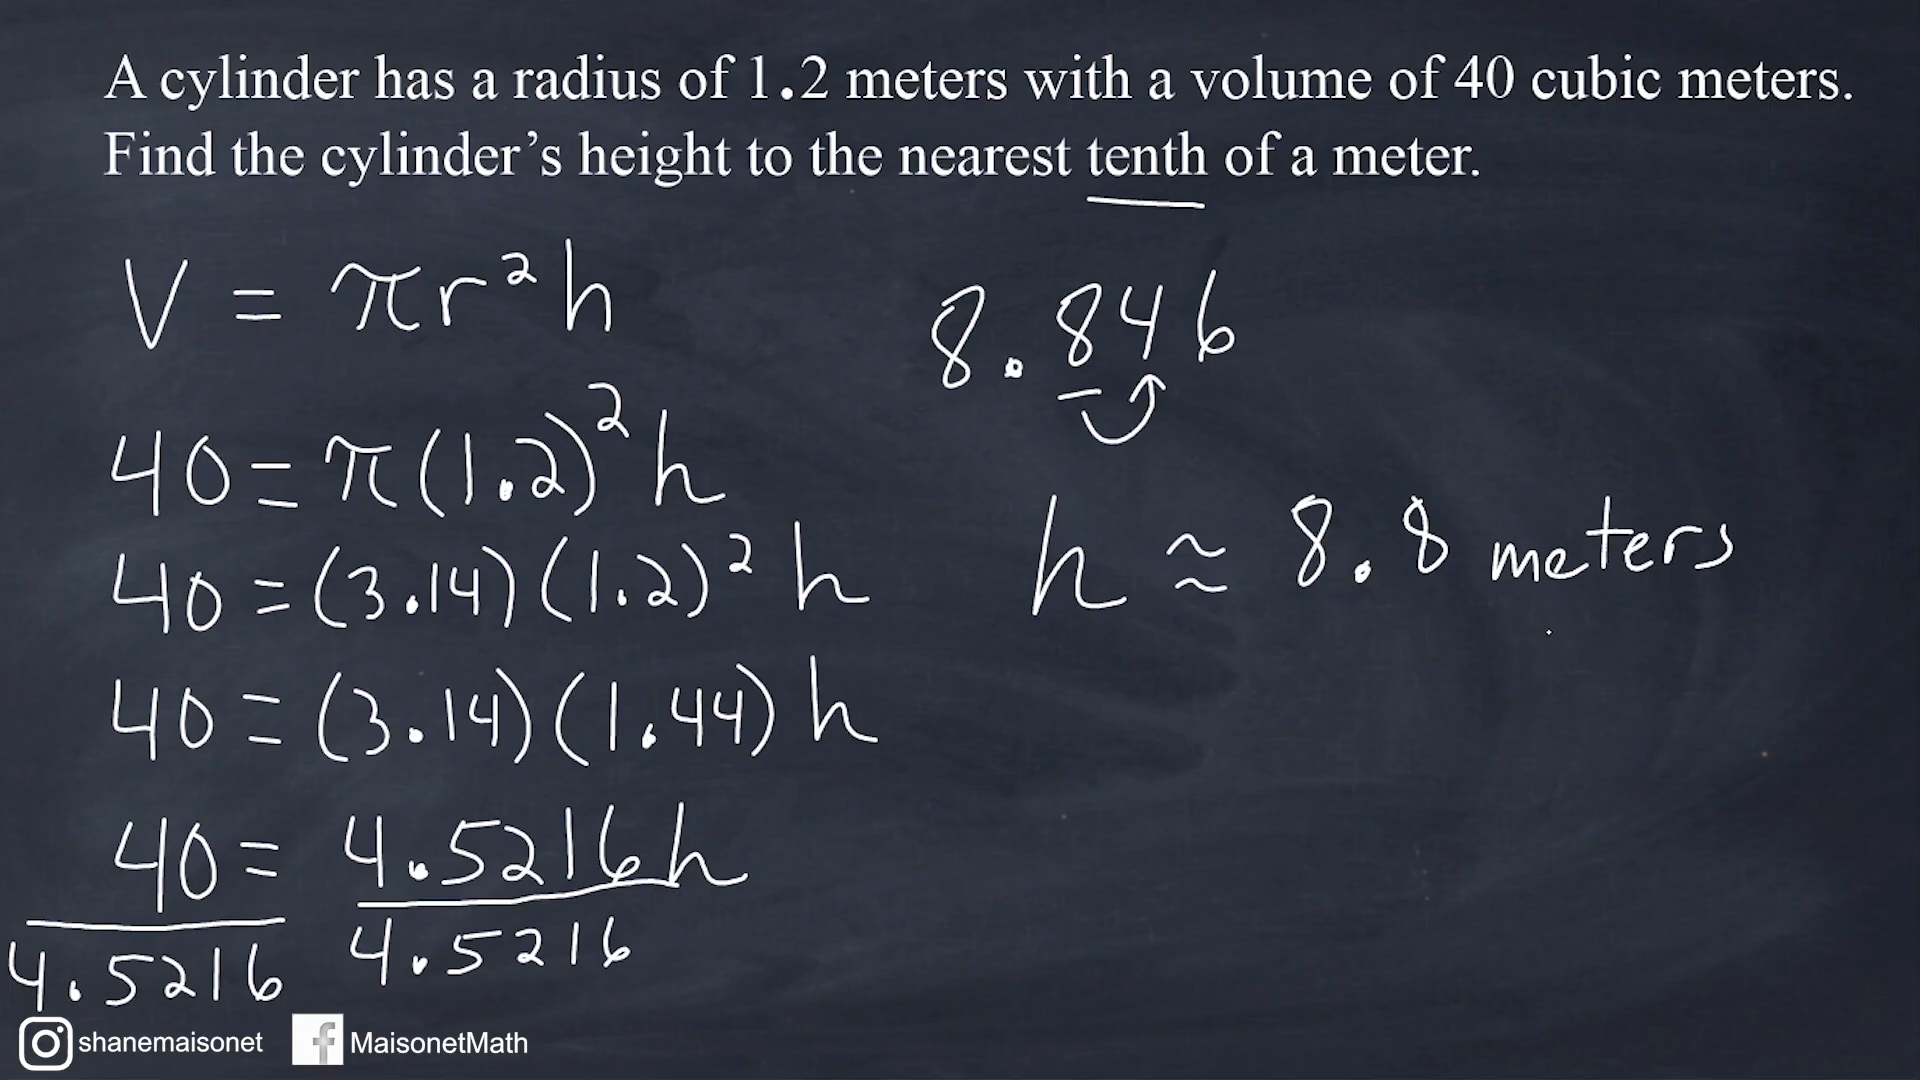 A cylinder has a radius of 1.2 meters with a volume of 40 cubic meters.
Find the cylinder's height to the nearest tenth of a meter.
V = πr²h
40 = π(1.2)²h
40 = (3.14)(1.2)²h
40 = (3.14)(1.44)h
40 = 4.5216h
4.5216 4.5216
8.846
h ≈ 8.8 meters
shanemaisonet MaisonetMath